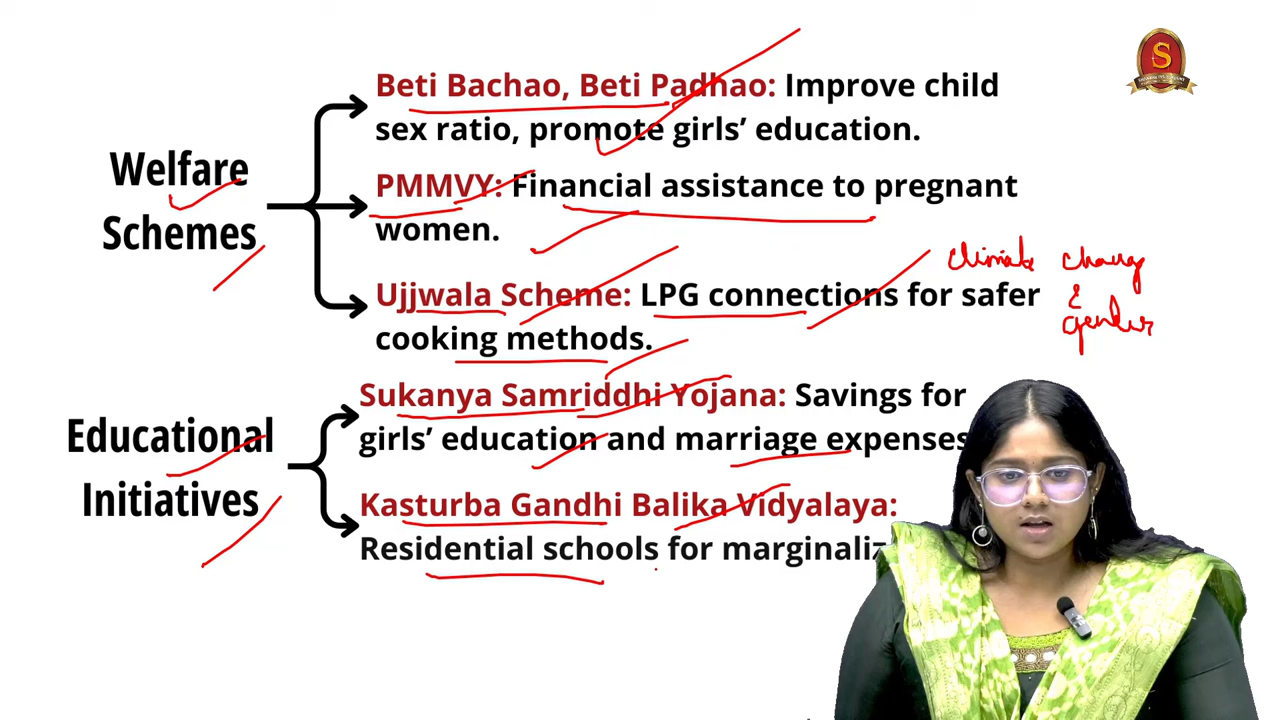 Welfare
Schemes
Beti Bachao, Beti Padhao: Improve child
sex ratio, promote girls’ education.
PMMVY: Financial assistance to pregnant
women.
Ujjwala Scheme: LPG connections for safer
cooking methods.
climate change
&
gender
Educational
Initiatives
Sukanya Samriddhi Yojana: Savings for
girls’ education and marriage expenses
Kasturba Gandhi Balika Vidyalaya:
Residential schools for
S